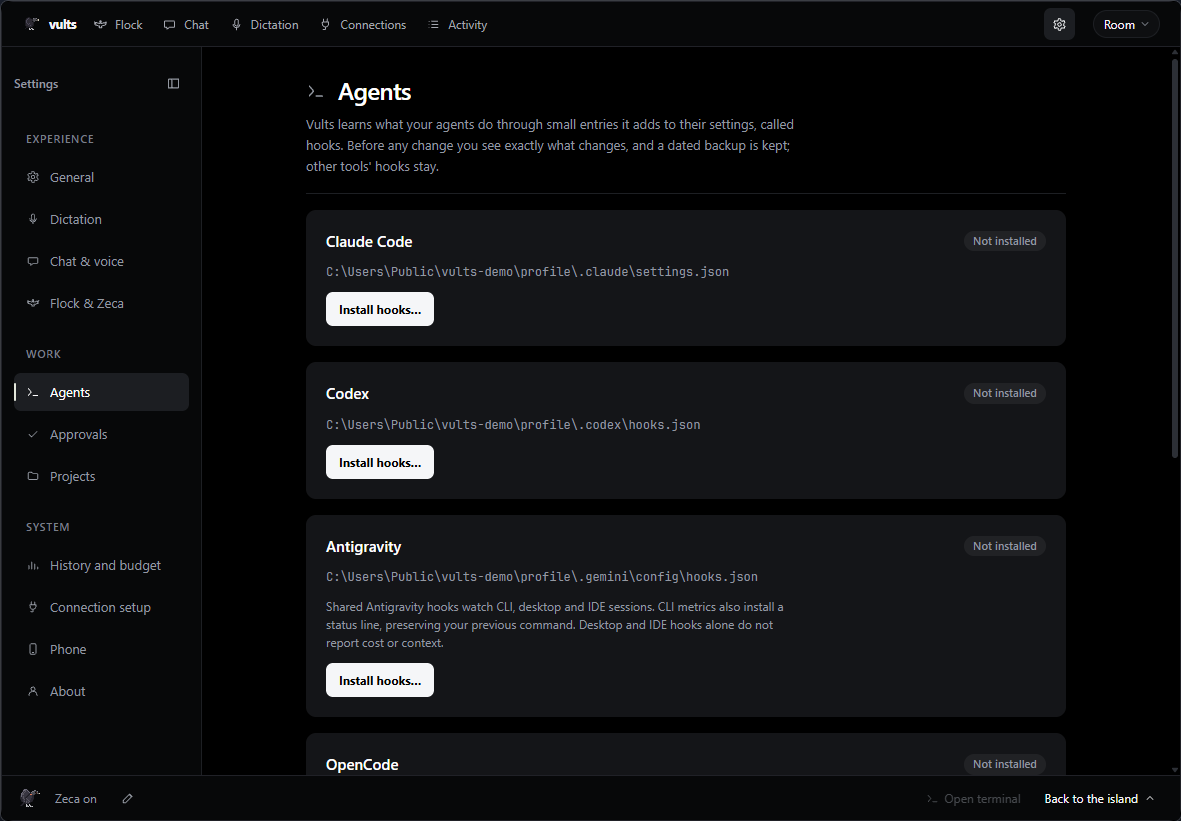 vults Flock Chat Dictation Connections Activity Room
Settings
EXPERIENCE
General
Dictation
Chat & voice
Flock & Zeca
WORK
Agents
Approvals
Projects
SYSTEM
History and budget
Connection setup
Phone
About
Agents
Vults learns what your agents do through small entries it adds to their settings, called
hooks. Before any change you see exactly what changes, and a dated backup is kept;
other tools' hooks stay.
Claude Code Not installed
C:\Users\Public\vults-demo\profile\.claude\settings.json
Install hooks...
Codex Not installed
C:\Users\Public\vults-demo\profile\.codex\hooks.json
Install hooks...
Antigravity Not installed
C:\Users\Public\vults-demo\profile\.gemini\config\hooks.json
Shared Antigravity hooks watch CLI, desktop and IDE sessions. CLI metrics also install a
status line, preserving your previous command. Desktop and IDE hooks alone do not
report cost or context.
Install hooks...
OpenCode Not installed
Zeca on Open terminal Back to the island